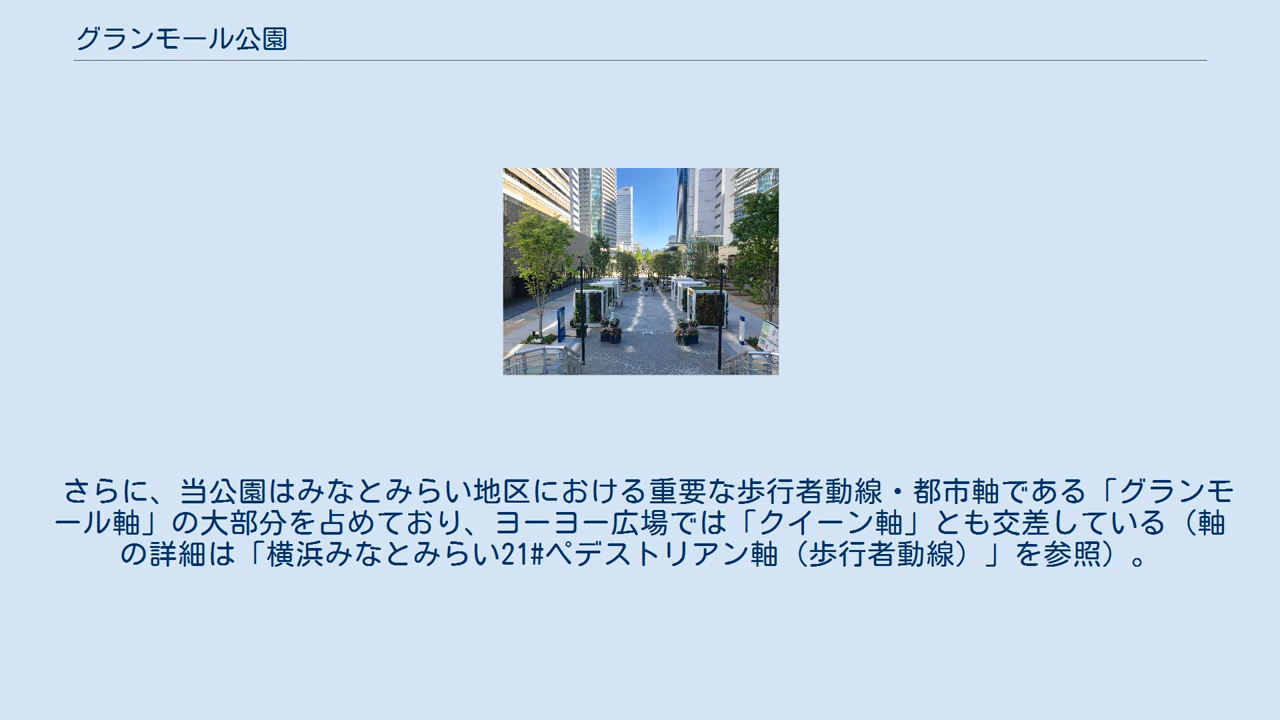 グランモール公園
さらに、当公園はみなとみらい地区における重要な歩行者動線・都市軸である「グランモ
ール軸」の大部分を占めており、ヨーヨー広場では「クイーン軸」とも交差している（軸
の詳細は「横浜みなとみらい21#ペデストリアン軸（歩行者動線）」を参照）。